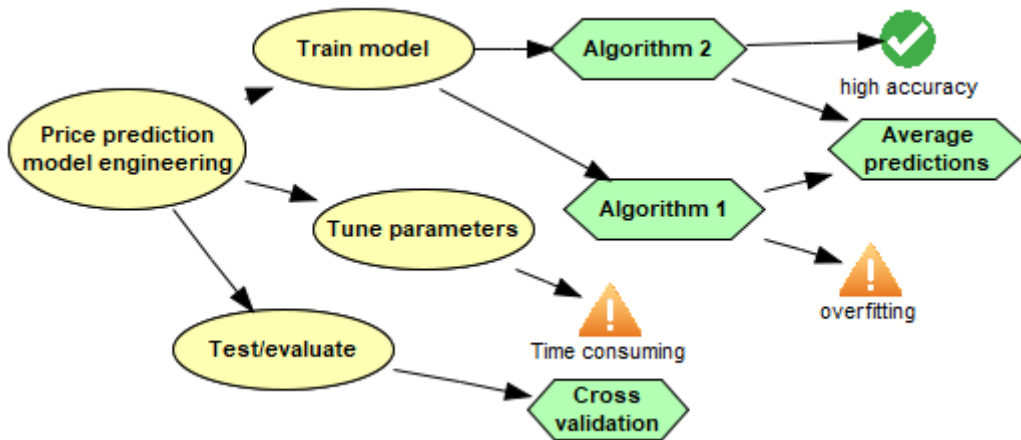 Train model
Algorithm 2
high accuracy
Price prediction
model engineering
Average
predictions
Algorithm 1
Tune parameters
overfitting
Test/evaluate
Time consuming
Cross
validation